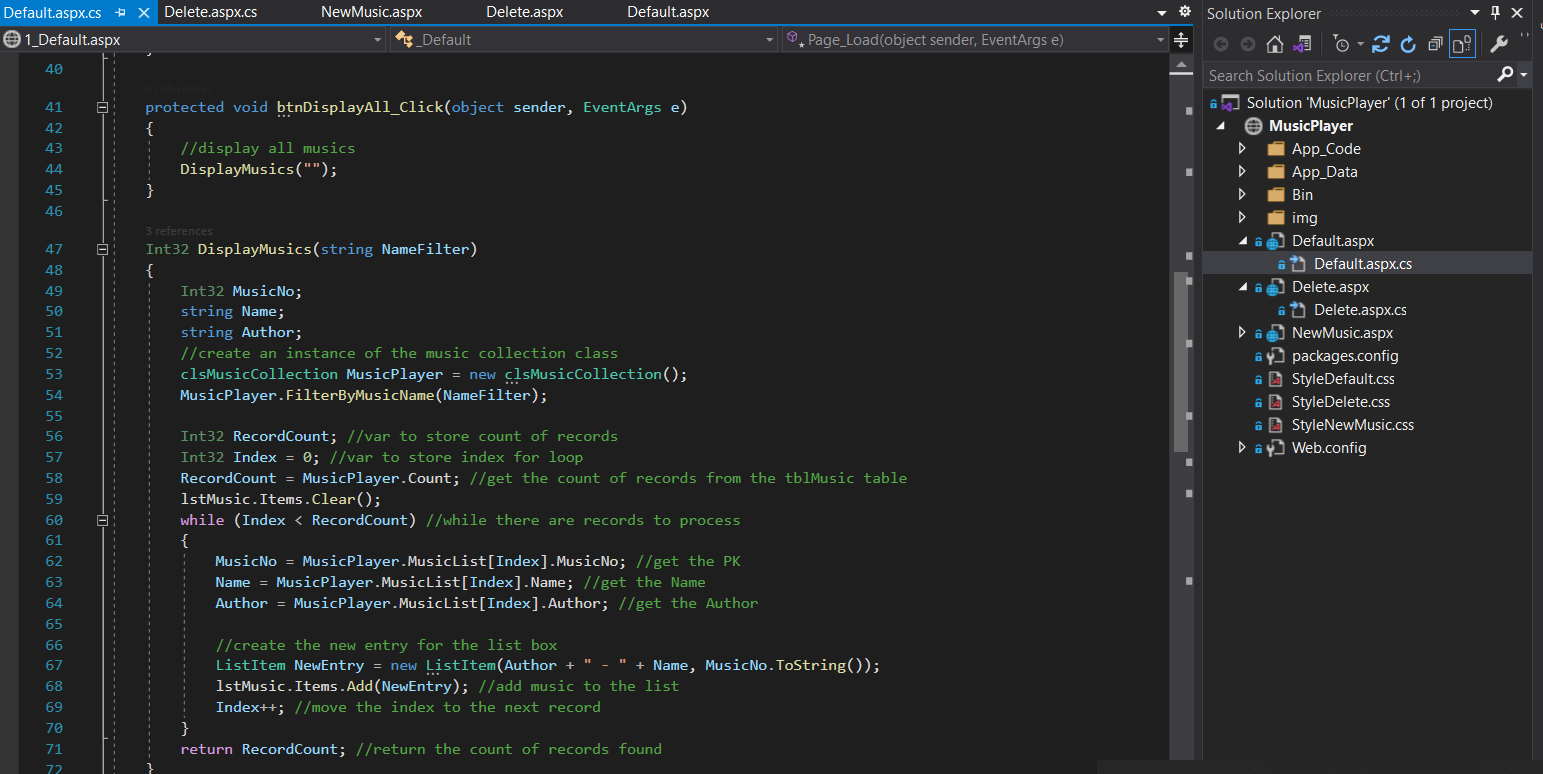 Default.aspx.cs Delete.aspx.cs NewMusic.aspx Delete.aspx Default.aspx
1_Default.aspx _Default Page_Load(object sender, EventArgs e)
40
0 references
41 protected void btnDisplayAll_Click(object sender, EventArgs e)
42 {
43 //display all musics
44 DisplayMusics("");
45 }
46
3 references
47 Int32 DisplayMusics(string NameFilter)
48 {
49 Int32 MusicNo;
50 string Name;
51 string Author;
52 //create an instance of the music collection class
53 clsMusicCollection MusicPlayer = new clsMusicCollection();
54 MusicPlayer.FilterByMusicName(NameFilter);
55
56 Int32 RecordCount; //var to store count of records
57 Int32 Index = 0; //var to store index for loop
58 RecordCount = MusicPlayer.Count; //get the count of records from the tblMusic table
59 lstMusic.Items.Clear();
60 while (Index < RecordCount) //while there are records to process
61 {
62 MusicNo = MusicPlayer.MusicList[Index].MusicNo; //get the PK
63 Name = MusicPlayer.MusicList[Index].Name; //get the Name
64 Author = MusicPlayer.MusicList[Index].Author; //get the Author
65
66 //create the new entry for the list box
67 ListItem NewEntry = new ListItem(Author + " - " + Name, MusicNo.ToString());
68 lstMusic.Items.Add(NewEntry); //add music to the list
69 Index++; //move the index to the next record
70 }
71 return RecordCount; //return the count of records found
72 }
Solution Explorer
Search Solution Explorer (Ctrl+;)
Solution 'MusicPlayer' (1 of 1 project)
MusicPlayer
App_Code
App_Data
Bin
img
Default.aspx
Default.aspx.cs
Delete.aspx
Delete.aspx.cs
NewMusic.aspx
packages.config
StyleDefault.css
StyleDelete.css
StyleNewMusic.css
Web.config